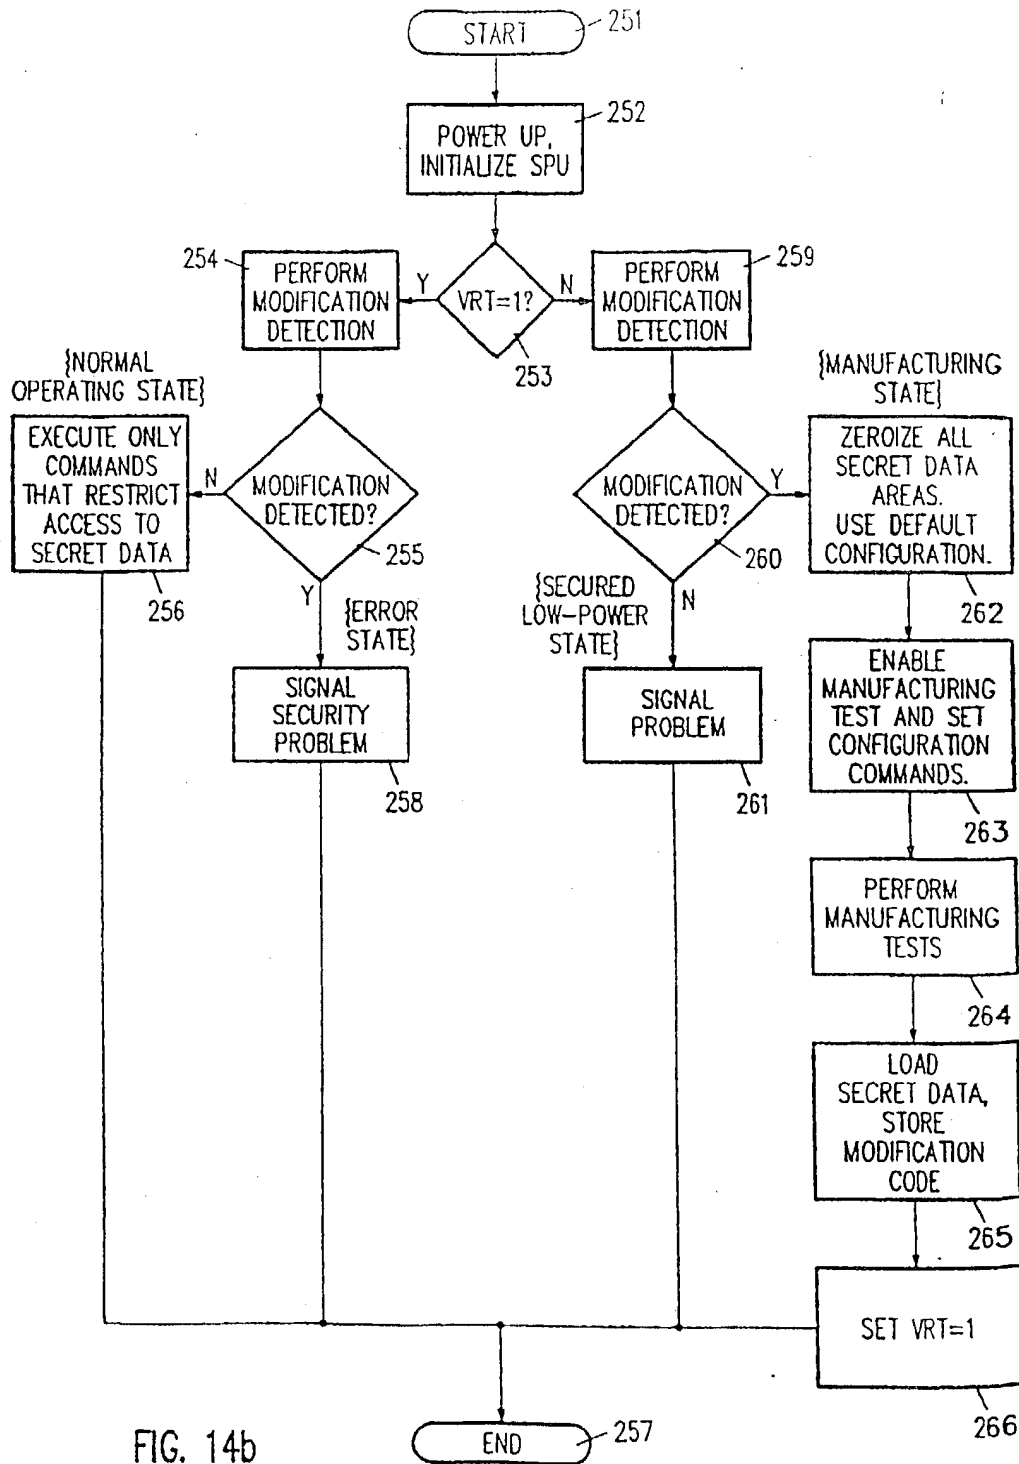 START
251
252
POWER UP,
INITIALIZE SPU
254
PERFORM
MODIFICATION
DETECTION
Y
VRT=1?
253
N
259
PERFORM
MODIFICATION
DETECTION
{NORMAL
OPERATING STATE}
EXECUTE ONLY
COMMANDS
THAT RESTRICT
ACCESS TO
SECRET DATA
256
N
MODIFICATION
DETECTED?
255
Y
{ERROR
STATE}
SIGNAL
SECURITY
PROBLEM
258
MODIFICATION
DETECTED?
260
Y
N
{SECURED
LOW-POWER
STATE}
SIGNAL
PROBLEM
261
{MANUFACTURING
STATE}
ZEROIZE ALL
SECRET DATA
AREAS.
USE DEFAULT
CONFIGURATION.
262
ENABLE
MANUFACTURING
TEST AND SET
CONFIGURATION
COMMANDS.
263
PERFORM
MANUFACTURING
TESTS
264
LOAD
SECRET DATA,
STORE
MODIFICATION
CODE
265
SET VRT=1
266
END
257
FIG. 14b